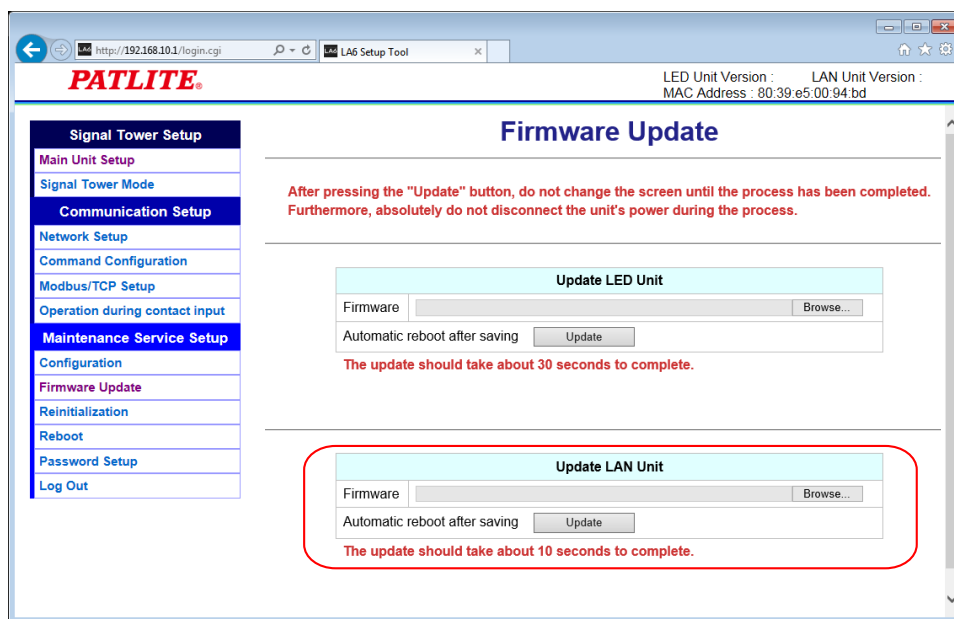 http://192.168.10.1/login.cgi
LA6 LA6 Setup Tool
PATLITE®
LED Unit Version : LAN Unit Version :
MAC Address : 80:39:e5:00:94:bd
Signal Tower Setup
Main Unit Setup
Signal Tower Mode
Communication Setup
Network Setup
Command Configuration
Modbus/TCP Setup
Operation during contact input
Maintenance Service Setup
Configuration
Firmware Update
Reinitialization
Reboot
Password Setup
Log Out
Firmware Update
After pressing the "Update" button, do not change the screen until the process has been completed.
Furthermore, absolutely do not disconnect the unit's power during the process.
Update LED Unit
Firmware Browse...
Automatic reboot after saving Update
The update should take about 30 seconds to complete.
Update LAN Unit
Firmware Browse...
Automatic reboot after saving Update
The update should take about 10 seconds to complete.